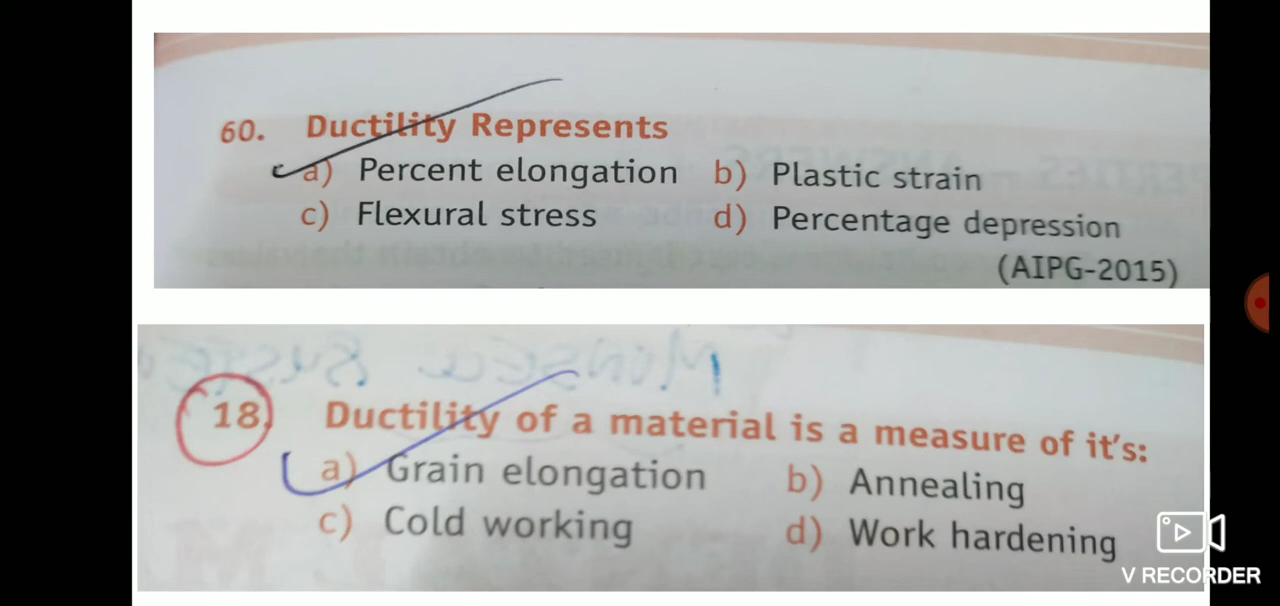 60. Ductility Represents
a) Percent elongation b) Plastic strain
c) Flexural stress d) Percentage depression
(AIPG-2015)
18. Ductility of a material is a measure of it's:
a) Grain elongation b) Annealing
c) Cold working d) Work hardening
V RECORDER